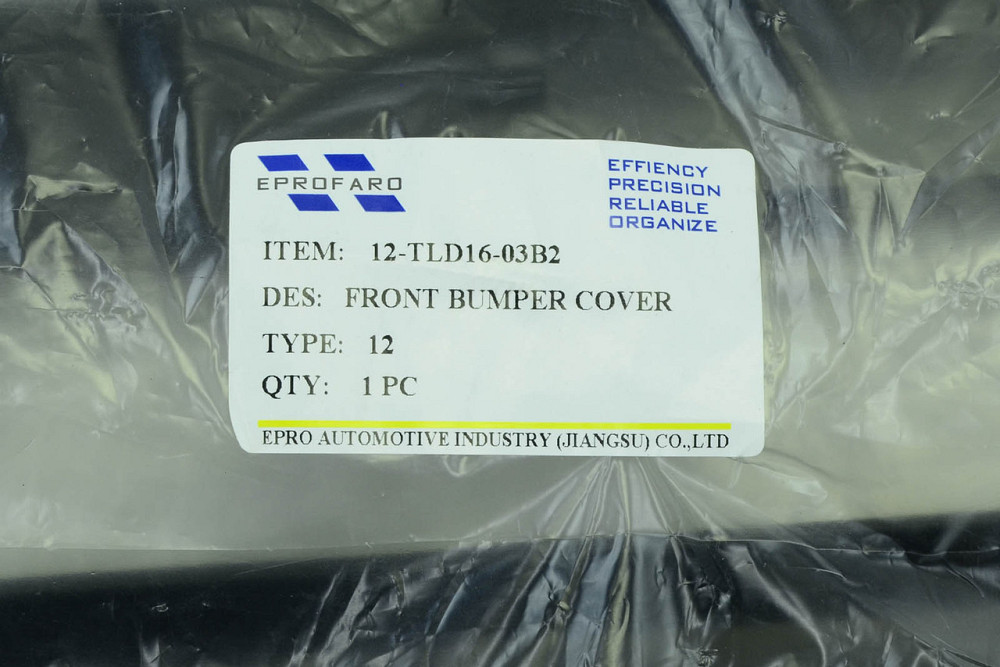 EPROFARO
EFFIENCY
PRECISION
RELIABLE
ORGANIZE
ITEM: 12-TLD16-03B2
DES: FRONT BUMPER COVER
TYPE: 12
QTY: 1 PC
EPRO AUTOMOTIVE INDUSTRY (JIANGSU) CO.,LTD